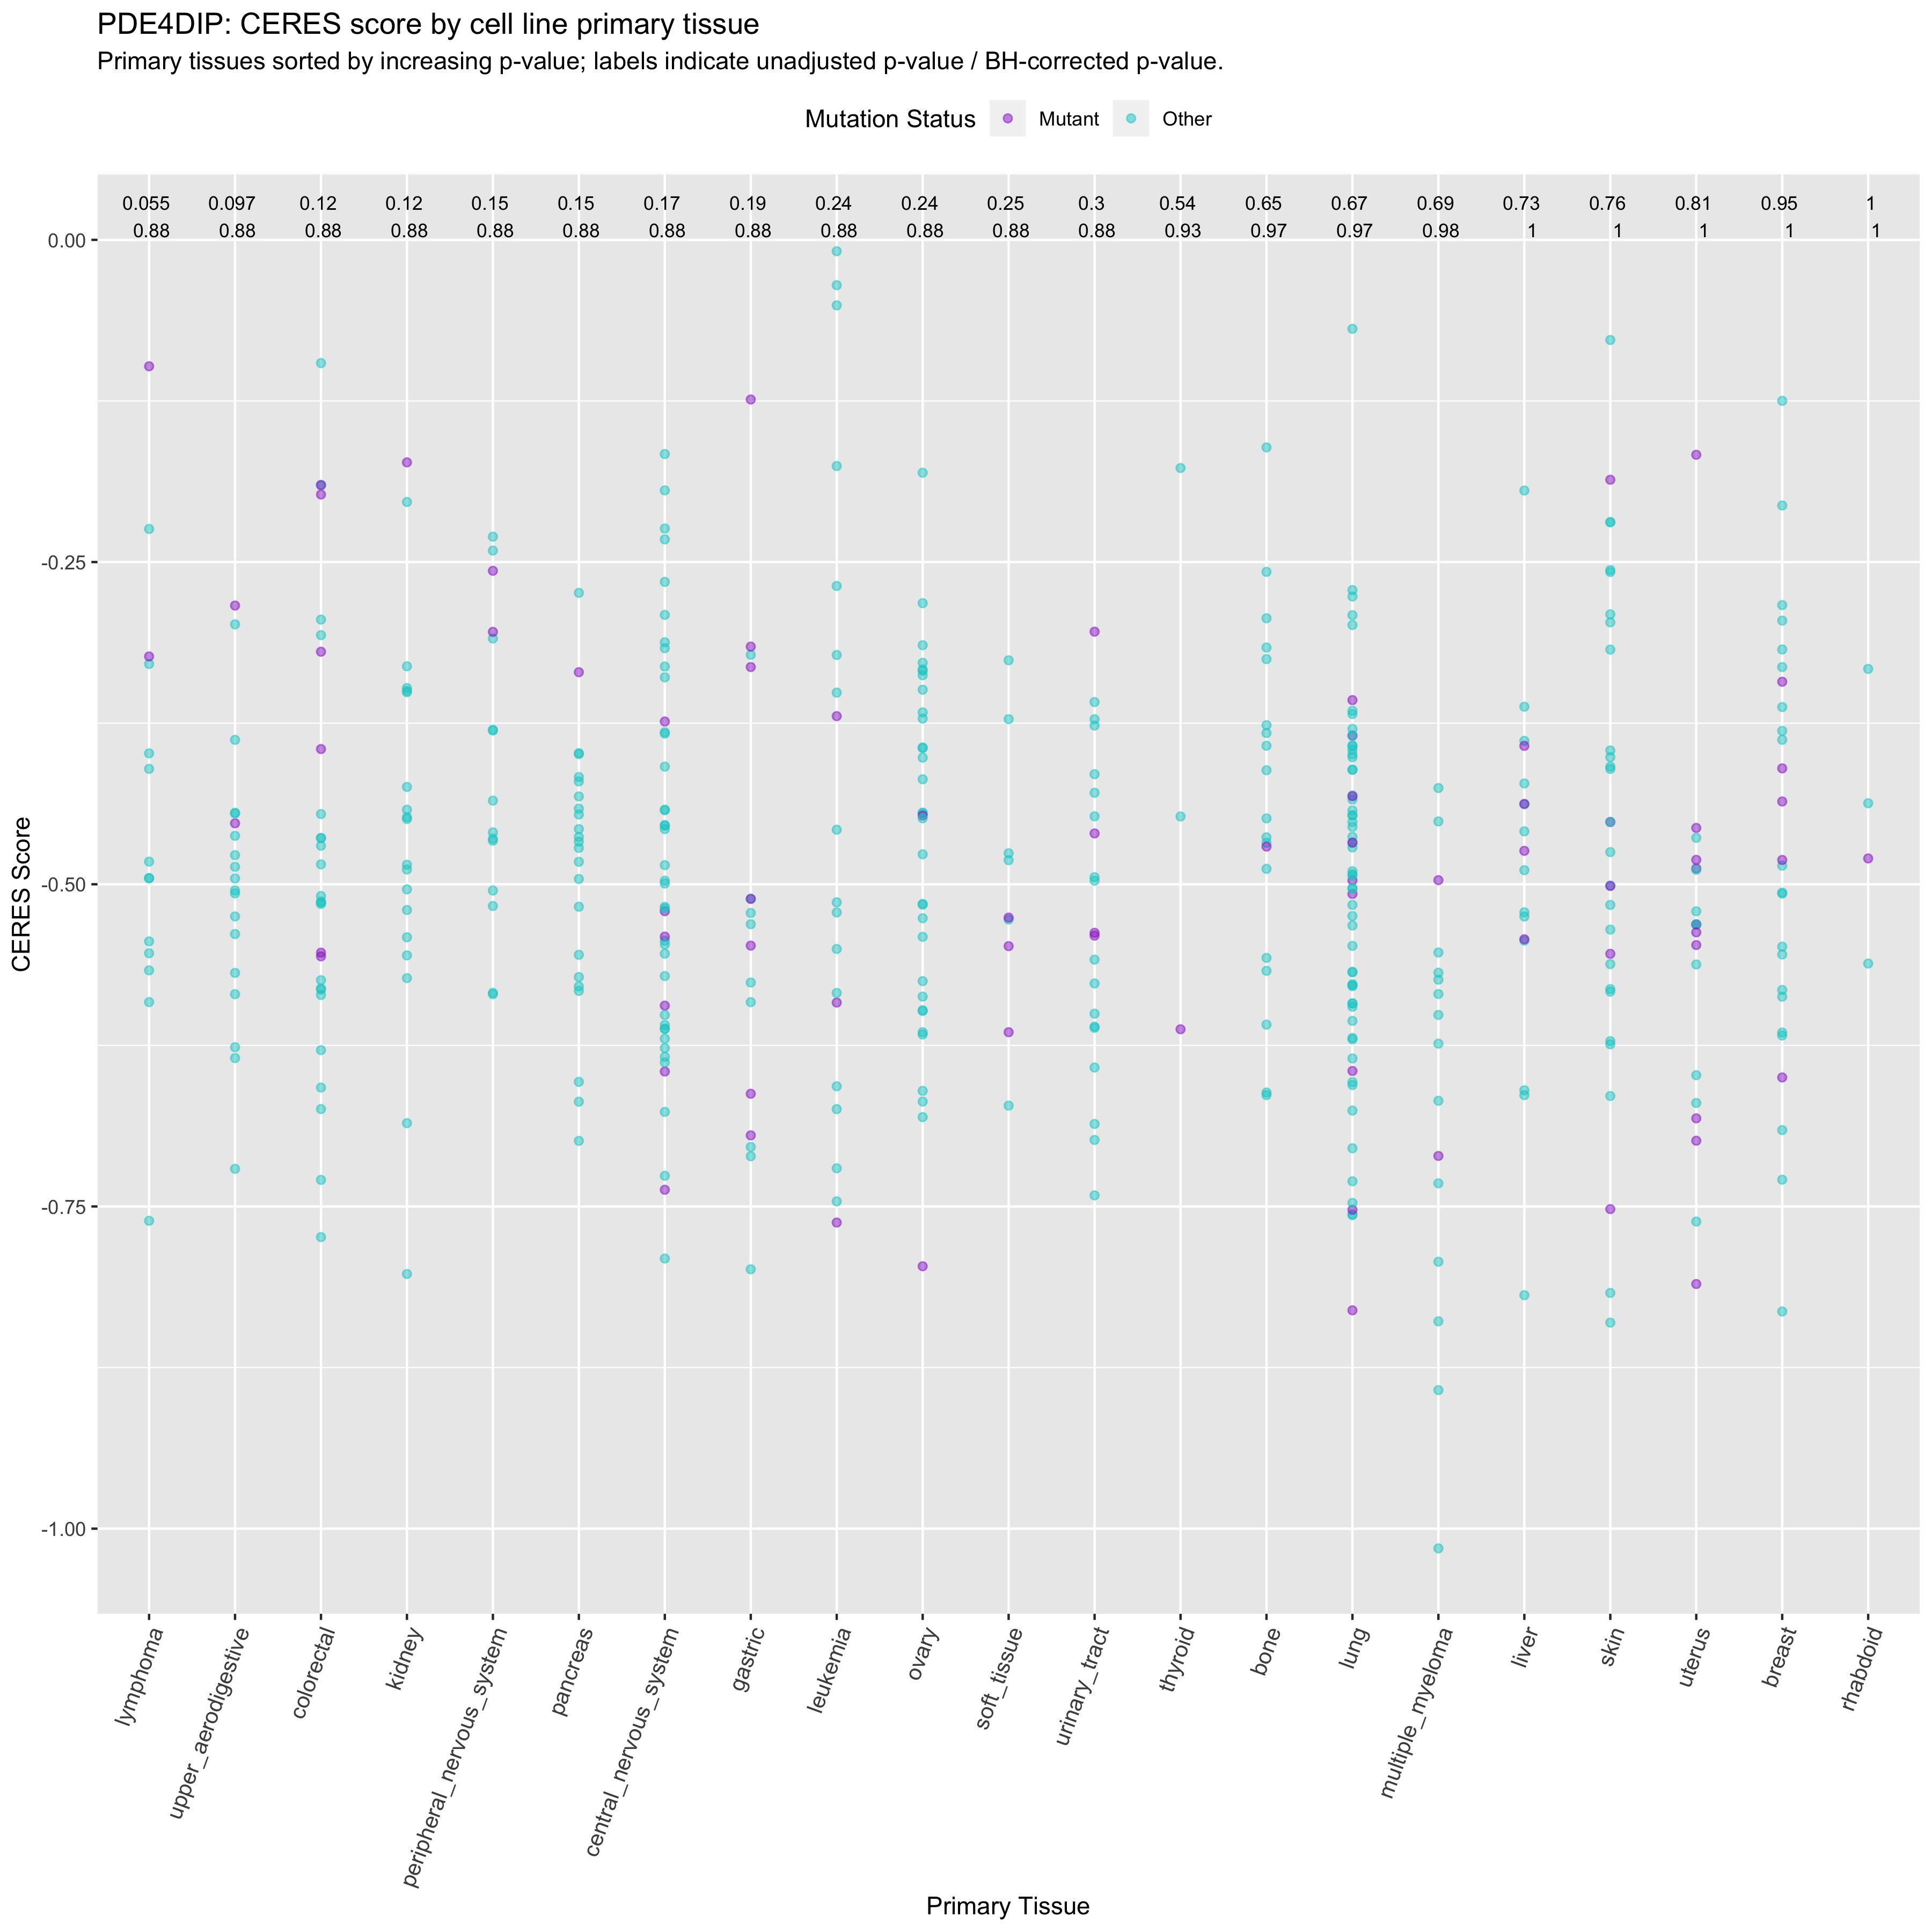 PDE4DIP: CERES score by cell line primary tissue
Primary tissues sorted by increasing p-value; labels indicate unadjusted p-value / BH-corrected p-value.
Mutation Status Mutant Other
0.055 0.097 0.12 0.12 0.15 0.15 0.17 0.19 0.24 0.24 0.25 0.3 0.54 0.65 0.67 0.69 0.73 0.76 0.81 0.95 1
0.88 0.88 0.88 0.88 0.88 0.88 0.88 0.88 0.88 0.88 0.88 0.88 0.93 0.97 0.97 0.98 1 1 1 1 1
0.00
-0.25
-0.50
-0.75
-1.00
CERES Score
lymphoma
upper_aerodigestive
colorectal
kidney
peripheral_nervous_system
pancreas
central_nervous_system
gastric
leukemia
ovary
soft_tissue
urinary_tract
thyroid
bone
lung
multiple_myeloma
liver
skin
uterus
breast
rhabdoid
Primary Tissue